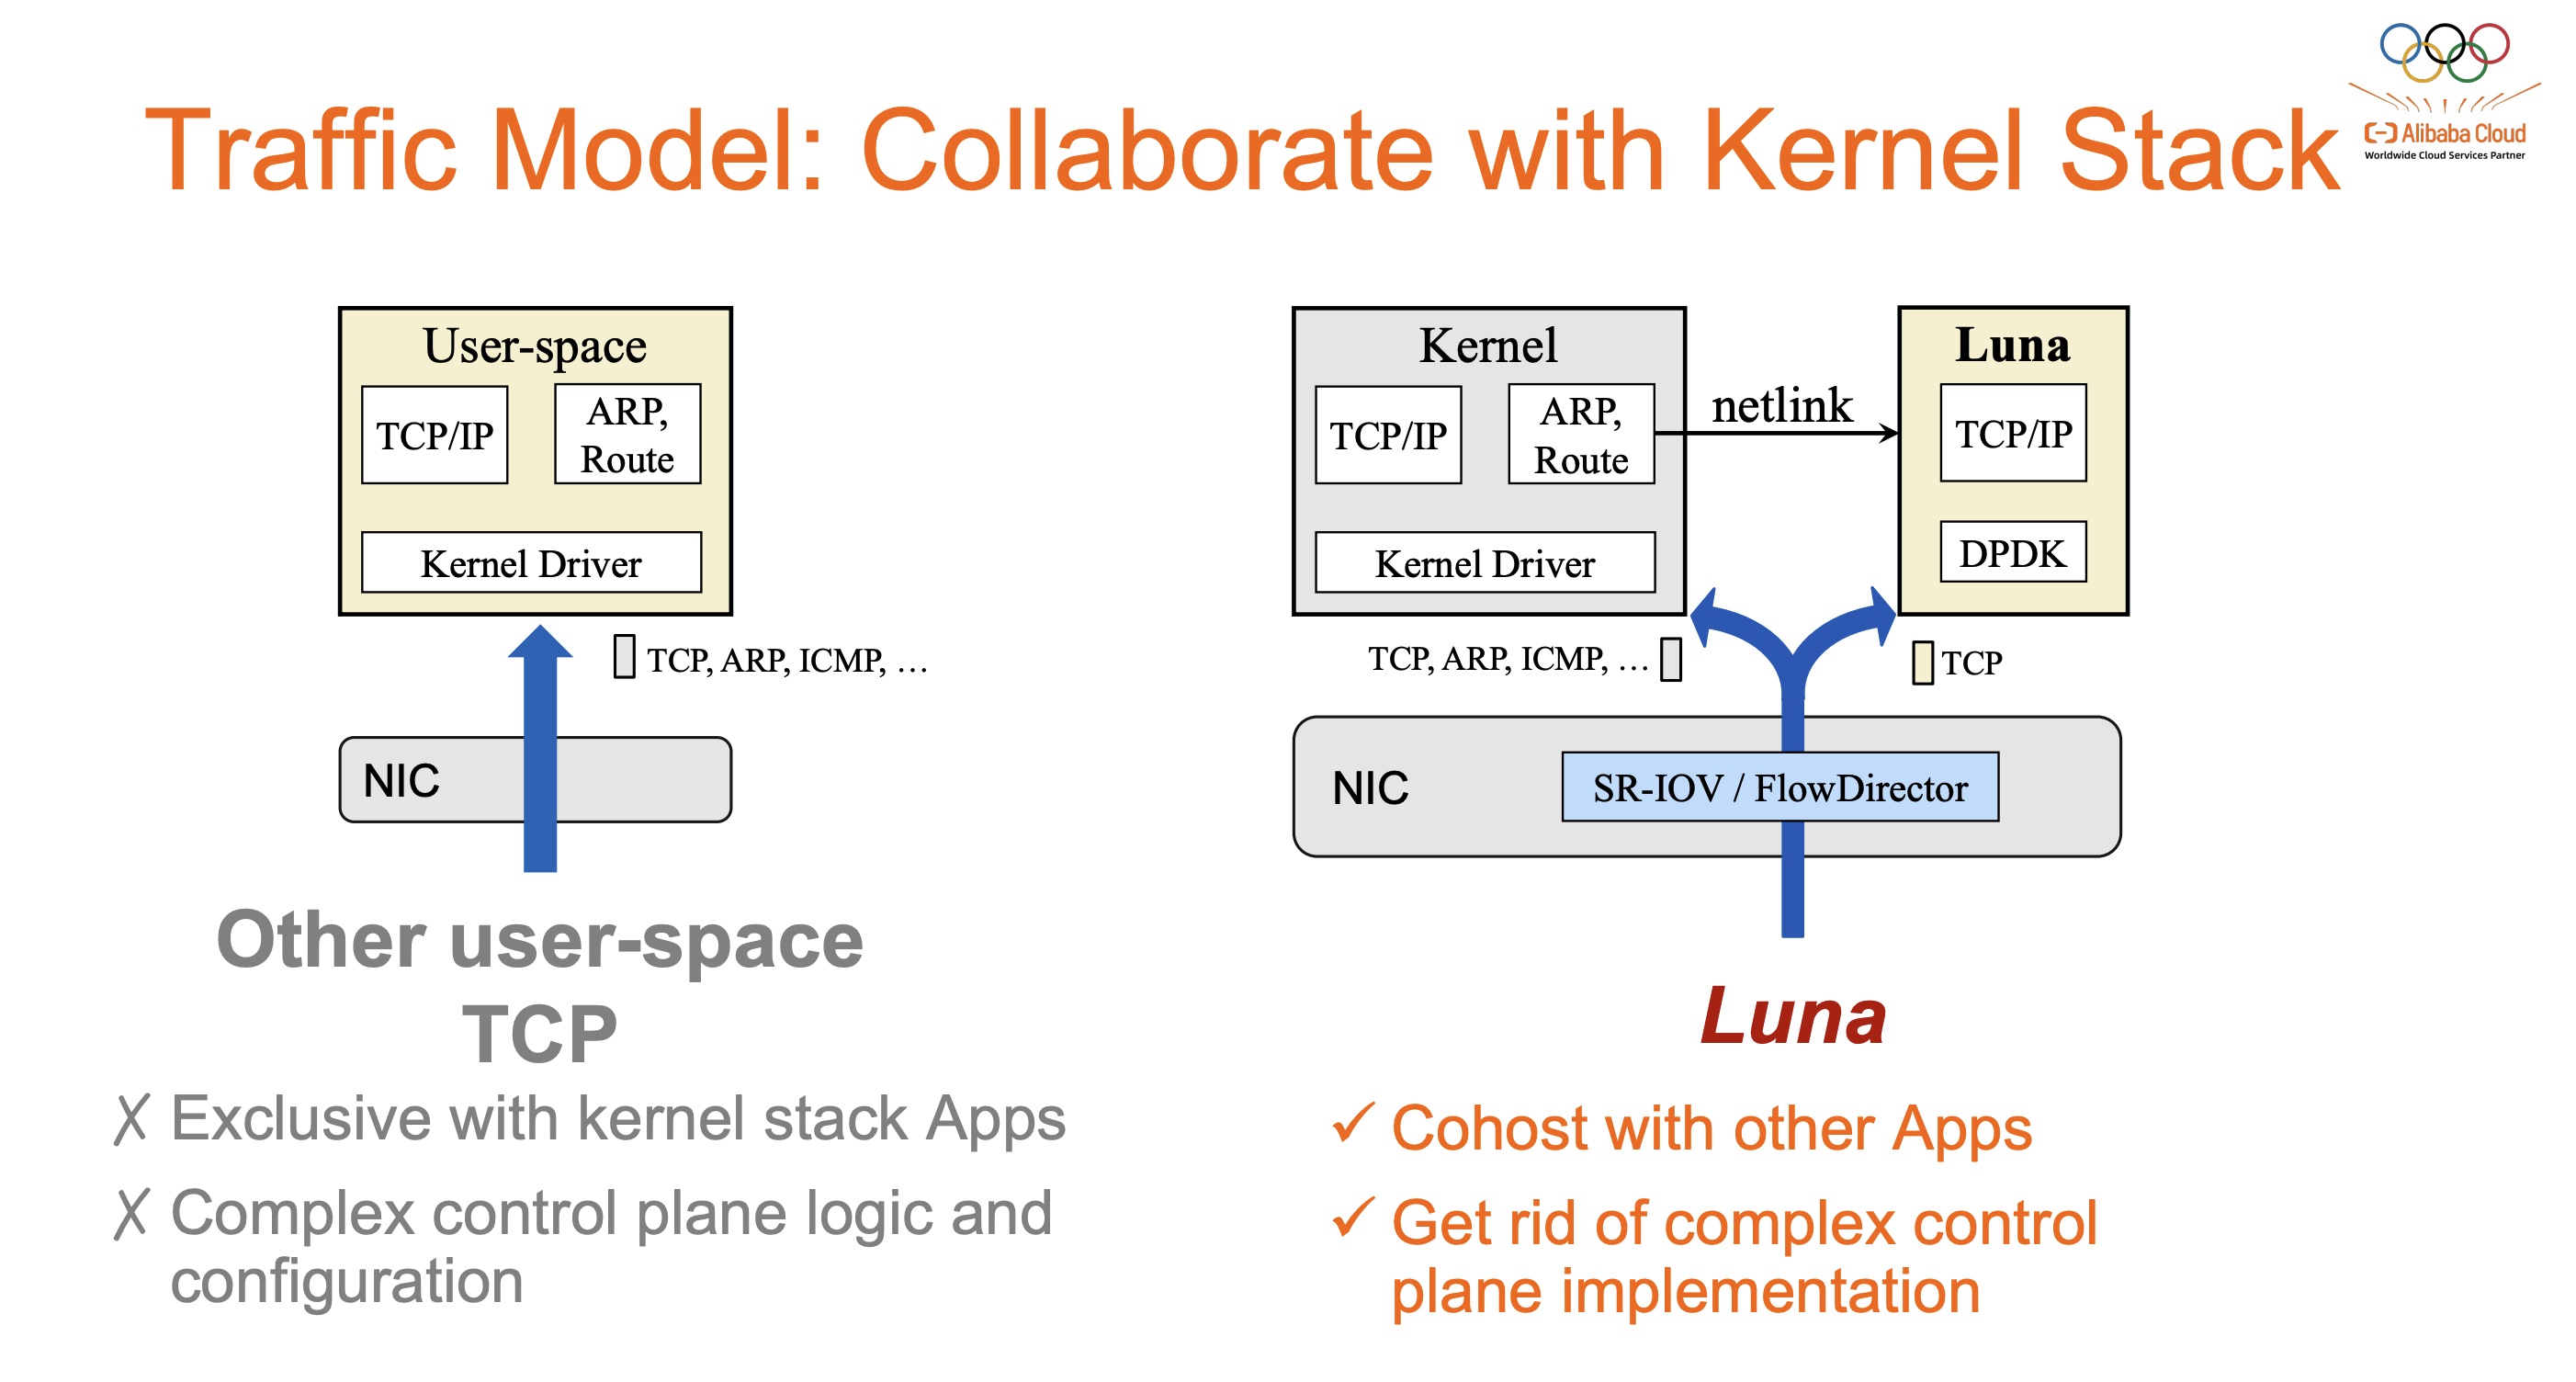 Traffic Model: Collaborate with Kernel Stack
Alibaba Cloud
Worldwide Cloud Services Partner
User-space
TCP/IP
ARP,
Route
Kernel Driver
TCP, ARP, ICMP, …
NIC
Other user-space
TCP
✗ Exclusive with kernel stack Apps
✗ Complex control plane logic and
configuration
Kernel
TCP/IP
ARP,
Route
Kernel Driver
netlink
Luna
TCP/IP
DPDK
TCP, ARP, ICMP, …
TCP
NIC
SR-IOV / FlowDirector
Luna
✓ Cohost with other Apps
✓ Get rid of complex control
plane implementation